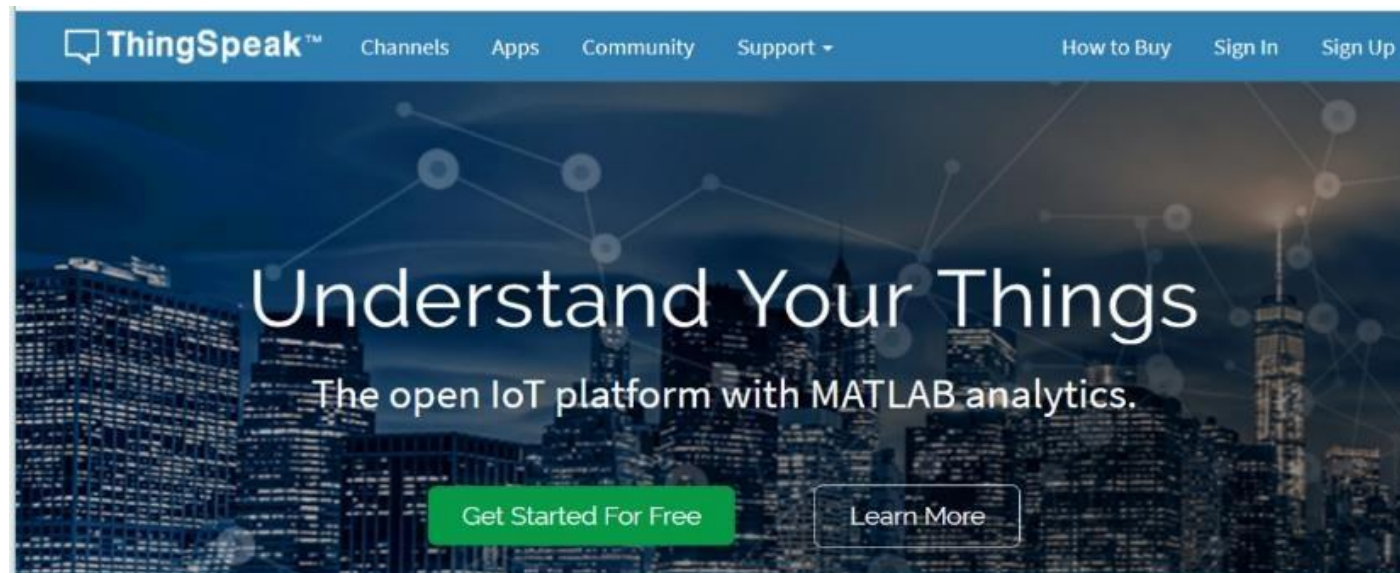 ThingSpeak™ Channels Apps Community Support How to Buy Sign In Sign Up
Understand Your Things
The open IoT platform with MATLAB analytics.
Get Started For Free Learn More